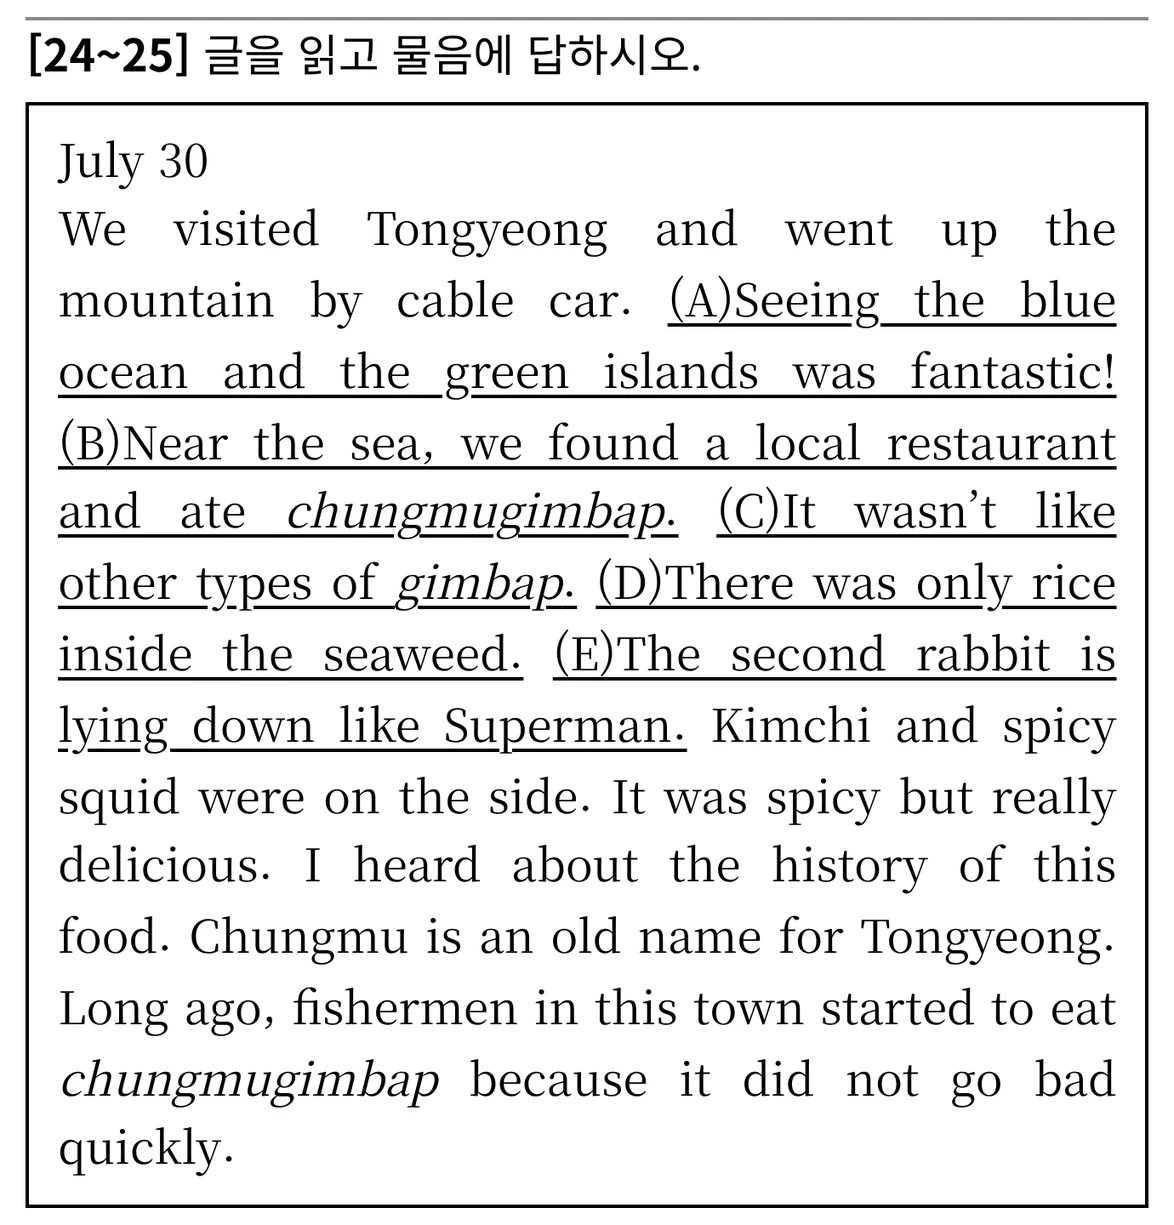 [24~25] 글을 읽고 물음에 답하시오.
July 30
We visited Tongyeong and went up the
mountain by cable car. (A)Seeing the blue
ocean and the green islands was fantastic!
(B)Near the sea, we found a local restaurant
and ate chungmugimbap. (C)It wasn’t like
other types of gimbap. (D)There was only rice
inside the seaweed. (E)The second rabbit is
lying down like Superman. Kimchi and spicy
squid were on the side. It was spicy but really
delicious. I heard about the history of this
food. Chungmu is an old name for Tongyeong.
Long ago, fishermen in this town started to eat
chungmugimbap because it did not go bad
quickly.